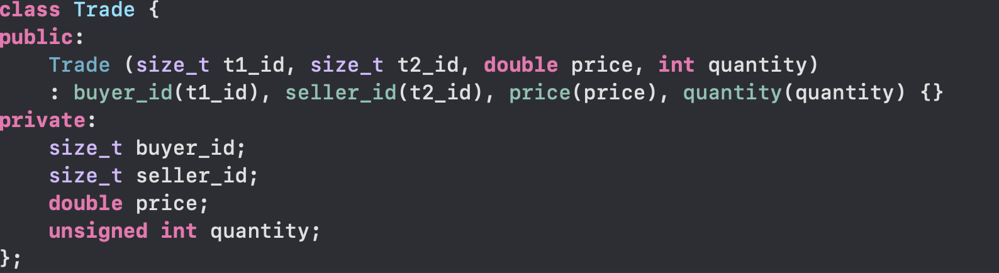 class Trade {
public:
    Trade (size_t t1_id, size_t t2_id, double price, int quantity)
    : buyer_id(t1_id), seller_id(t2_id), price(price), quantity(quantity) {}
private:
    size_t buyer_id;
    size_t seller_id;
    double price;
    unsigned int quantity;
};